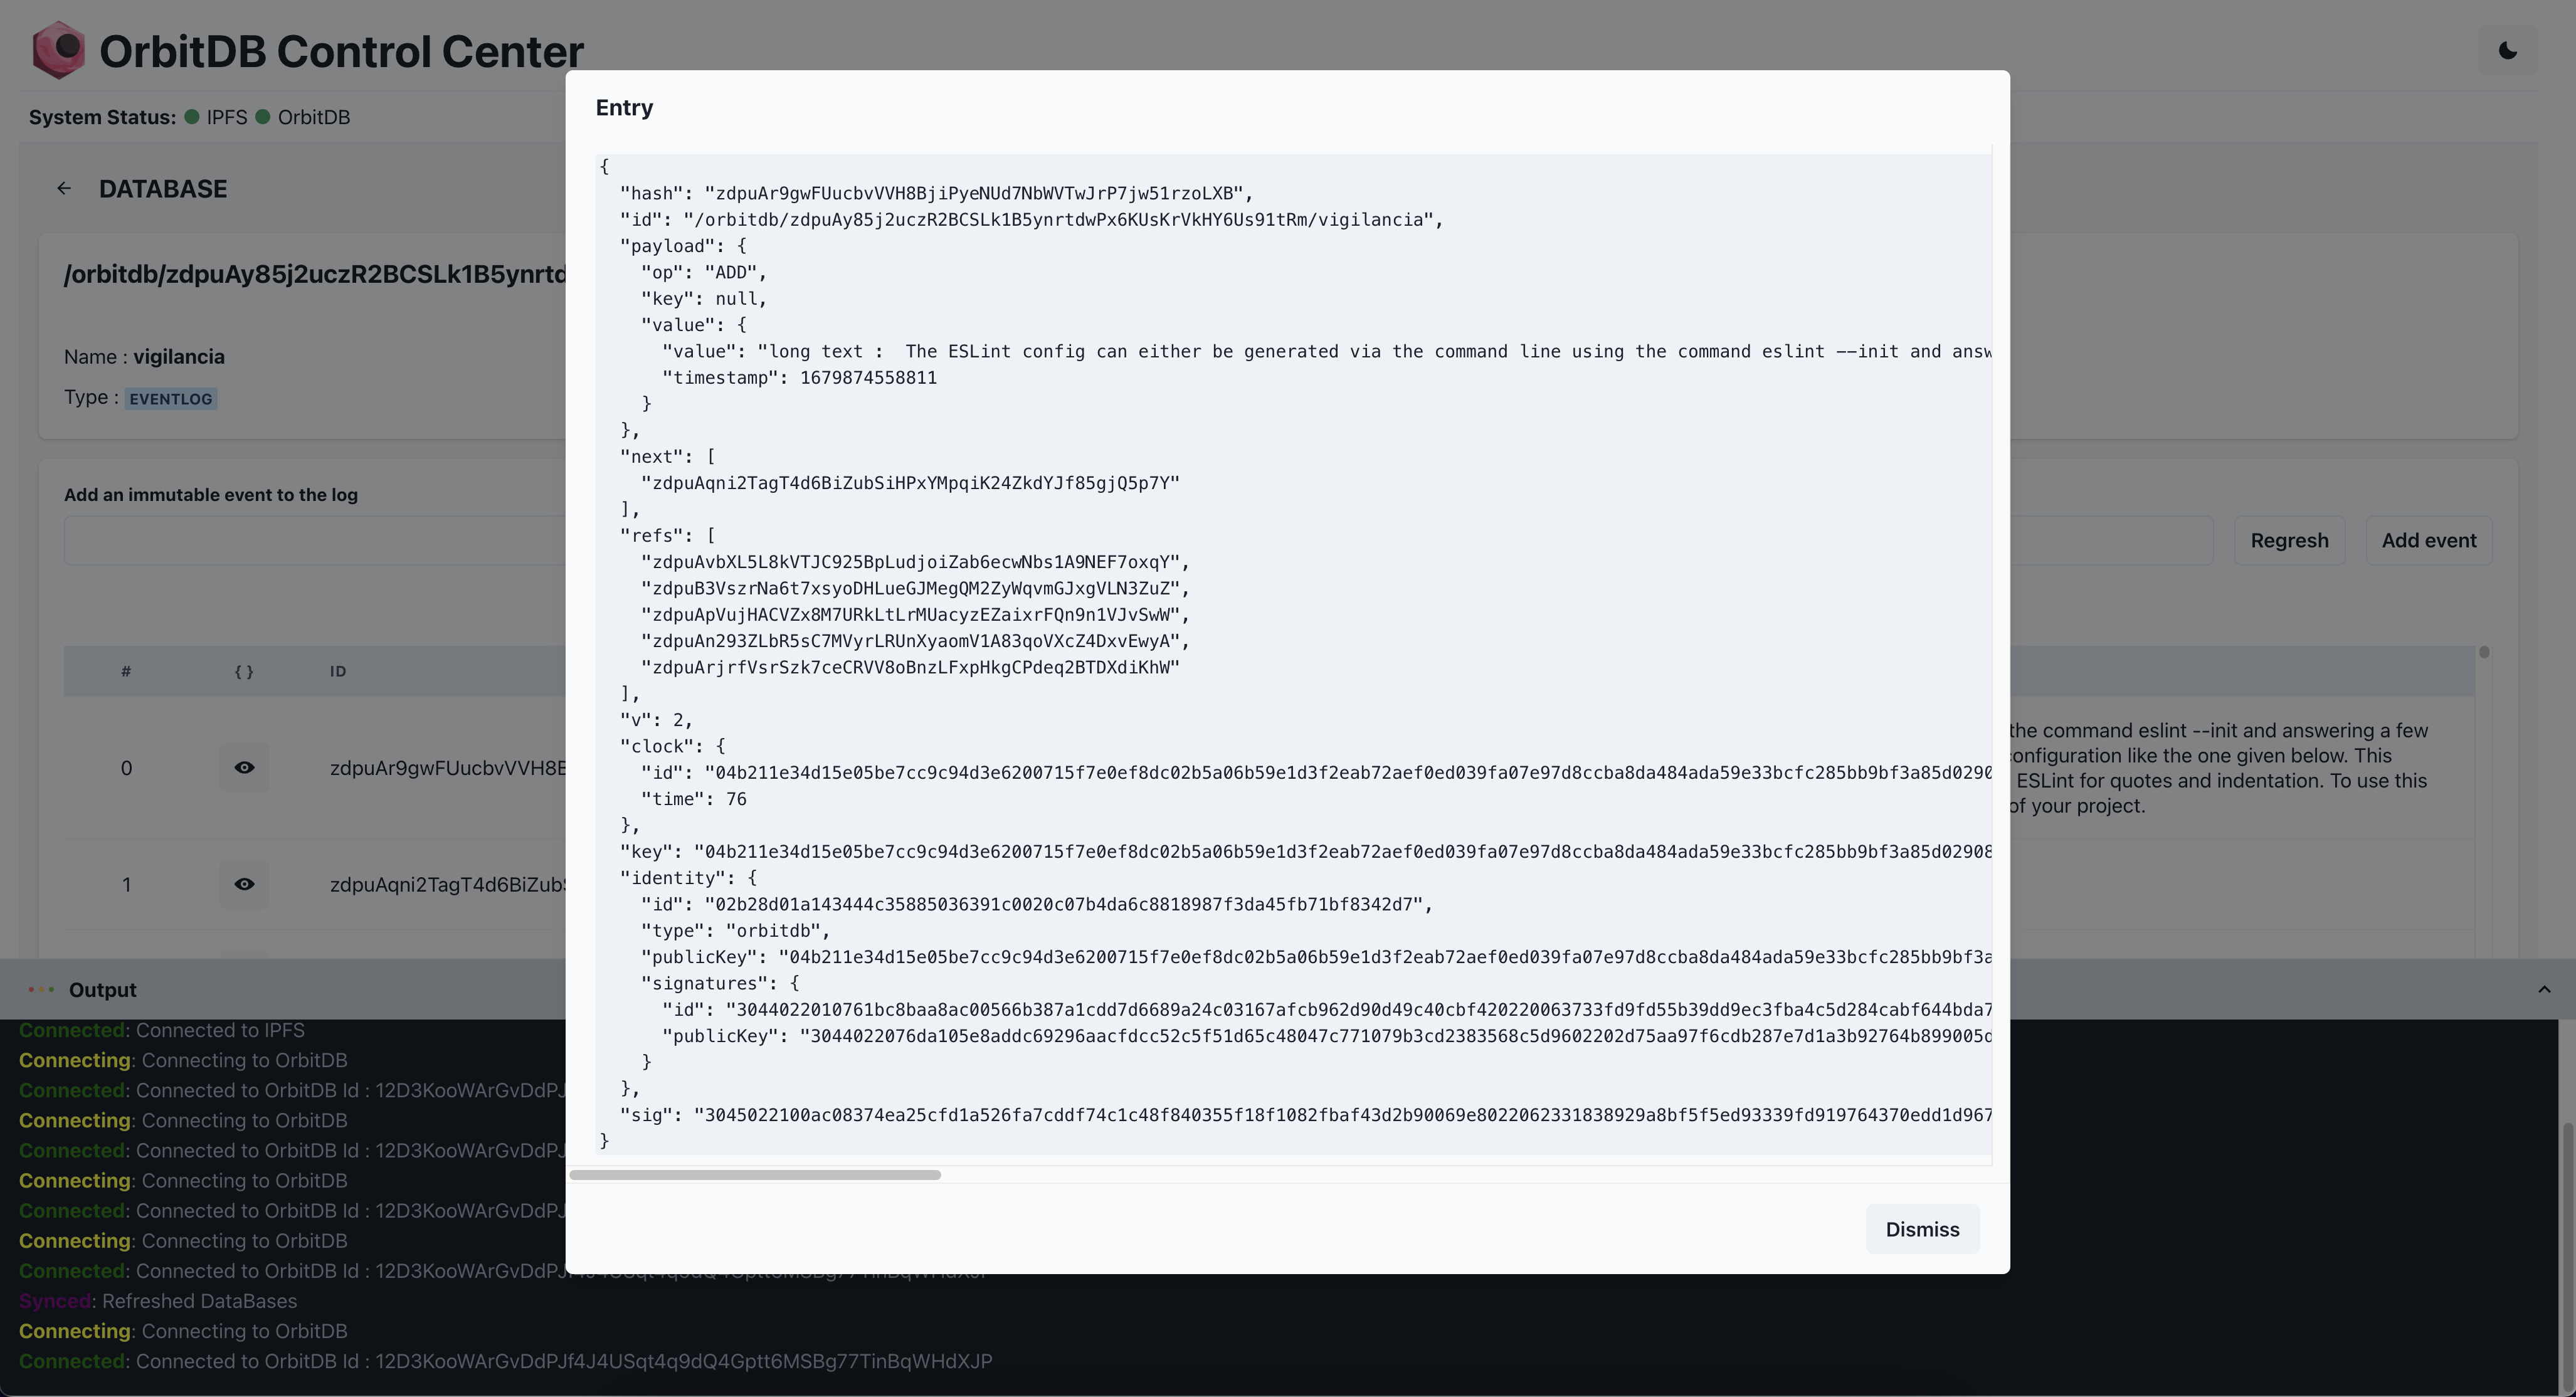 OrbitDB Control Center
System Status: IPFS OrbitDB
DATABASE
/orbitdb/zdpuAy85j2uczR2BCSLk1B5ynrtd
Name : vigilancia
Type : EVENTLOG
Add an immutable event to the log
Regresh
Add event
# { } ID
0 zdpuAr9gwFUucbvVVH8E
the command eslint --init and answering a few
onfiguration like the one given below. This
ESLint for quotes and indentation. To use this
of your project.
1 zdpuAqni2TagT4d6BiZub
Entry
{
"hash": "zdpuAr9gwFUucbvVVH8BjiPyeNUd7NbWVTwJrP7jw51rzoLXB",
"id": "/orbitdb/zdpuAy85j2uczR2BCSLk1B5ynrtdwPx6KUsKrVkHY6Us91tRm/vigilancia",
"payload": {
"op": "ADD",
"key": null,
"value": {
"value": "long text :  The ESLint config can either be generated via the command line using the command eslint --init and answ
"timestamp": 1679874558811
}
},
"next": [
"zdpuAqni2TagT4d6BiZubSiHPxYMpqiK24ZkdYJf85gjQ5p7Y"
],
"refs": [
"zdpuAvbXL5L8kVTJC925BpLudjoiZab6ecwNbs1A9NEF7oxqY",
"zdpuB3VszrNa6t7xsyoDHLueGJMegQM2ZyWqvmGJxgVLN3ZuZ",
"zdpuApVujHACVZx8M7URkLtLrMUacyzEZaixrFQn9n1VJvSwW",
"zdpuAn293ZLbR5sC7MVyrLRUnXyaomV1A83qoVXcZ4DxvEwyA",
"zdpuArjrfVsrSzk7ceCRVV8oBnzLFxpHkgCPdeq2BTDXdiKhW"
],
"v": 2,
"clock": {
"id": "04b211e34d15e05be7cc9c94d3e6200715f7e0ef8dc02b5a06b59e1d3f2eab72aef0ed039fa07e97d8ccba8da484ada59e33bcfc285bb9bf3a85d0290
"time": 76
},
"key": "04b211e34d15e05be7cc9c94d3e6200715f7e0ef8dc02b5a06b59e1d3f2eab72aef0ed039fa07e97d8ccba8da484ada59e33bcfc285bb9bf3a85d02908
"identity": {
"id": "02b28d01a143444c35885036391c0020c07b4da6c8818987f3da45fb71bf8342d7",
"type": "orbitdb",
"publicKey": "04b211e34d15e05be7cc9c94d3e6200715f7e0ef8dc02b5a06b59e1d3f2eab72aef0ed039fa07e97d8ccba8da484ada59e33bcfc285bb9bf3a
"signatures": {
"id": "3044022010761bc8baa8ac00566b387a1cdd7d6689a24c03167afcb962d90d49c40cbf420220063733fd9fd55b39dd9ec3fba4c5d284cabf644bda7
"publicKey": "3044022076da105e8addc69296aacfdcc52c5f51d65c48047c771079b3cd2383568c5d9602202d75aa97f6cdb287e7d1a3b92764b899005d
}
},
"sig": "3045022100ac08374ea25cfd1a526fa7cddf74c1c48f840355f18f1082fbaf43d2b90069e8022062331838929a8bf5f5ed93339fd919764370edd1d967
}
Dismiss
Output
Connected: Connected to IPFS
Connecting: Connecting to OrbitDB
Connected: Connected to OrbitDB Id : 12D3KooWArGvDdPJ
Connecting: Connecting to OrbitDB
Connected: Connected to OrbitDB Id : 12D3KooWArGvDdPJ
Connecting: Connecting to OrbitDB
Connected: Connected to OrbitDB Id : 12D3KooWArGvDdPJ
Connecting: Connecting to OrbitDB
Connected: Connected to OrbitDB Id : 12D3KooWArGvDdPJf4J4USqt4q9dQ4Gptt6MSBg77TinBqWHdXJP
Synced: Refreshed DataBases
Connecting: Connecting to OrbitDB
Connected: Connected to OrbitDB Id : 12D3KooWArGvDdPJf4J4USqt4q9dQ4Gptt6MSBg77TinBqWHdXJP